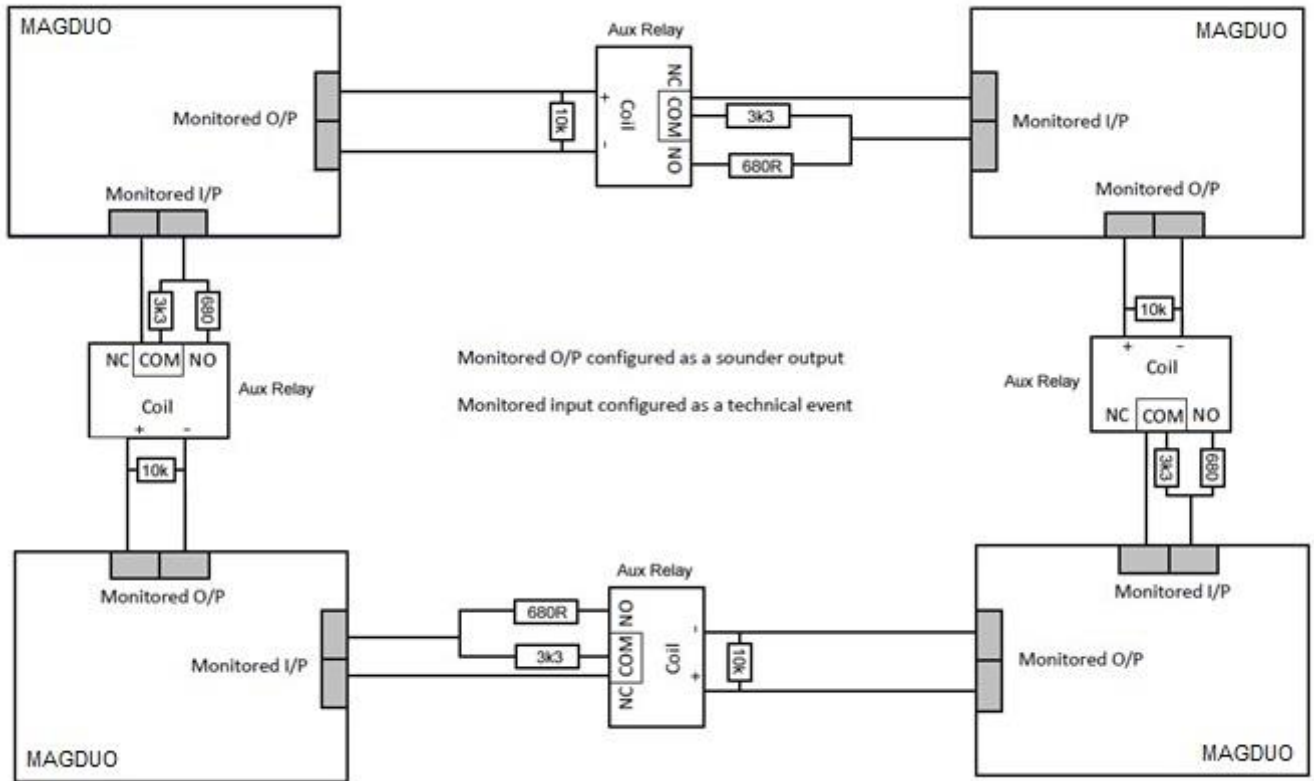 MAGDUO
Monitored O/P
Monitored I/P
10k
Aux Relay
+
-
Coil
NC
COM
NO
3k3
680R
MAGDUO
Monitored I/P
Monitored O/P
3k3
680
NC COM NO
Coil
+ -
Aux Relay
10k
Monitored O/P configured as a sounder output
Monitored input configured as a technical event
10k
+ -
Coil
Aux Relay
NC COM NO
3k3
680
Monitored O/P
Monitored I/P
MAGDUO
680R
3k3
Aux Relay
NO
COM
NC
Coil
-
+
10k
Monitored I/P
Monitored O/P
MAGDUO